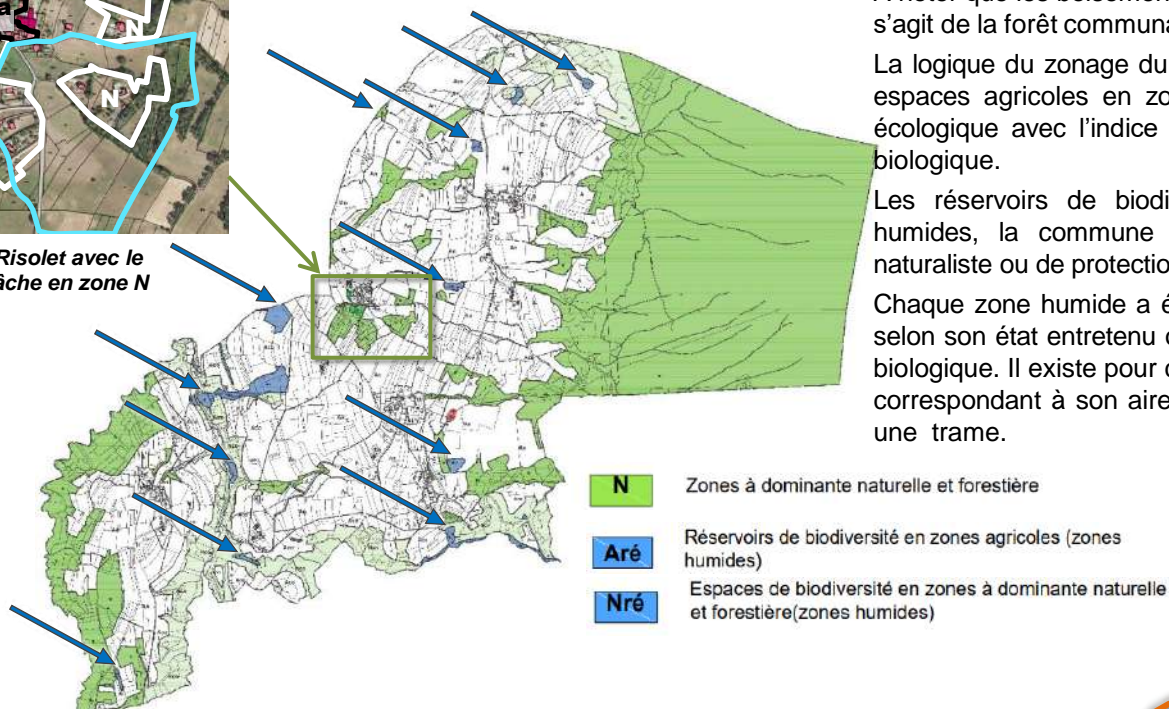 N
N
Risolet avec le
âche en zone N
s'agit de la forêt communa
La logique du zonage du
espaces agricoles en zo
écologique avec l'indice
biologique.
Les réservoirs de biodi
humides, la commune
naturaliste ou de protectio
Chaque zone humide a é
selon son état entretenu o
biologique. Il existe pour c
correspondant à son aire
une trame.
N Zones à dominante naturelle et forestière
Aré Réservoirs de biodiversité en zones agricoles (zones
humides)
Nré Espaces de biodiversité en zones à dominante naturelle
et forestière(zones humides)